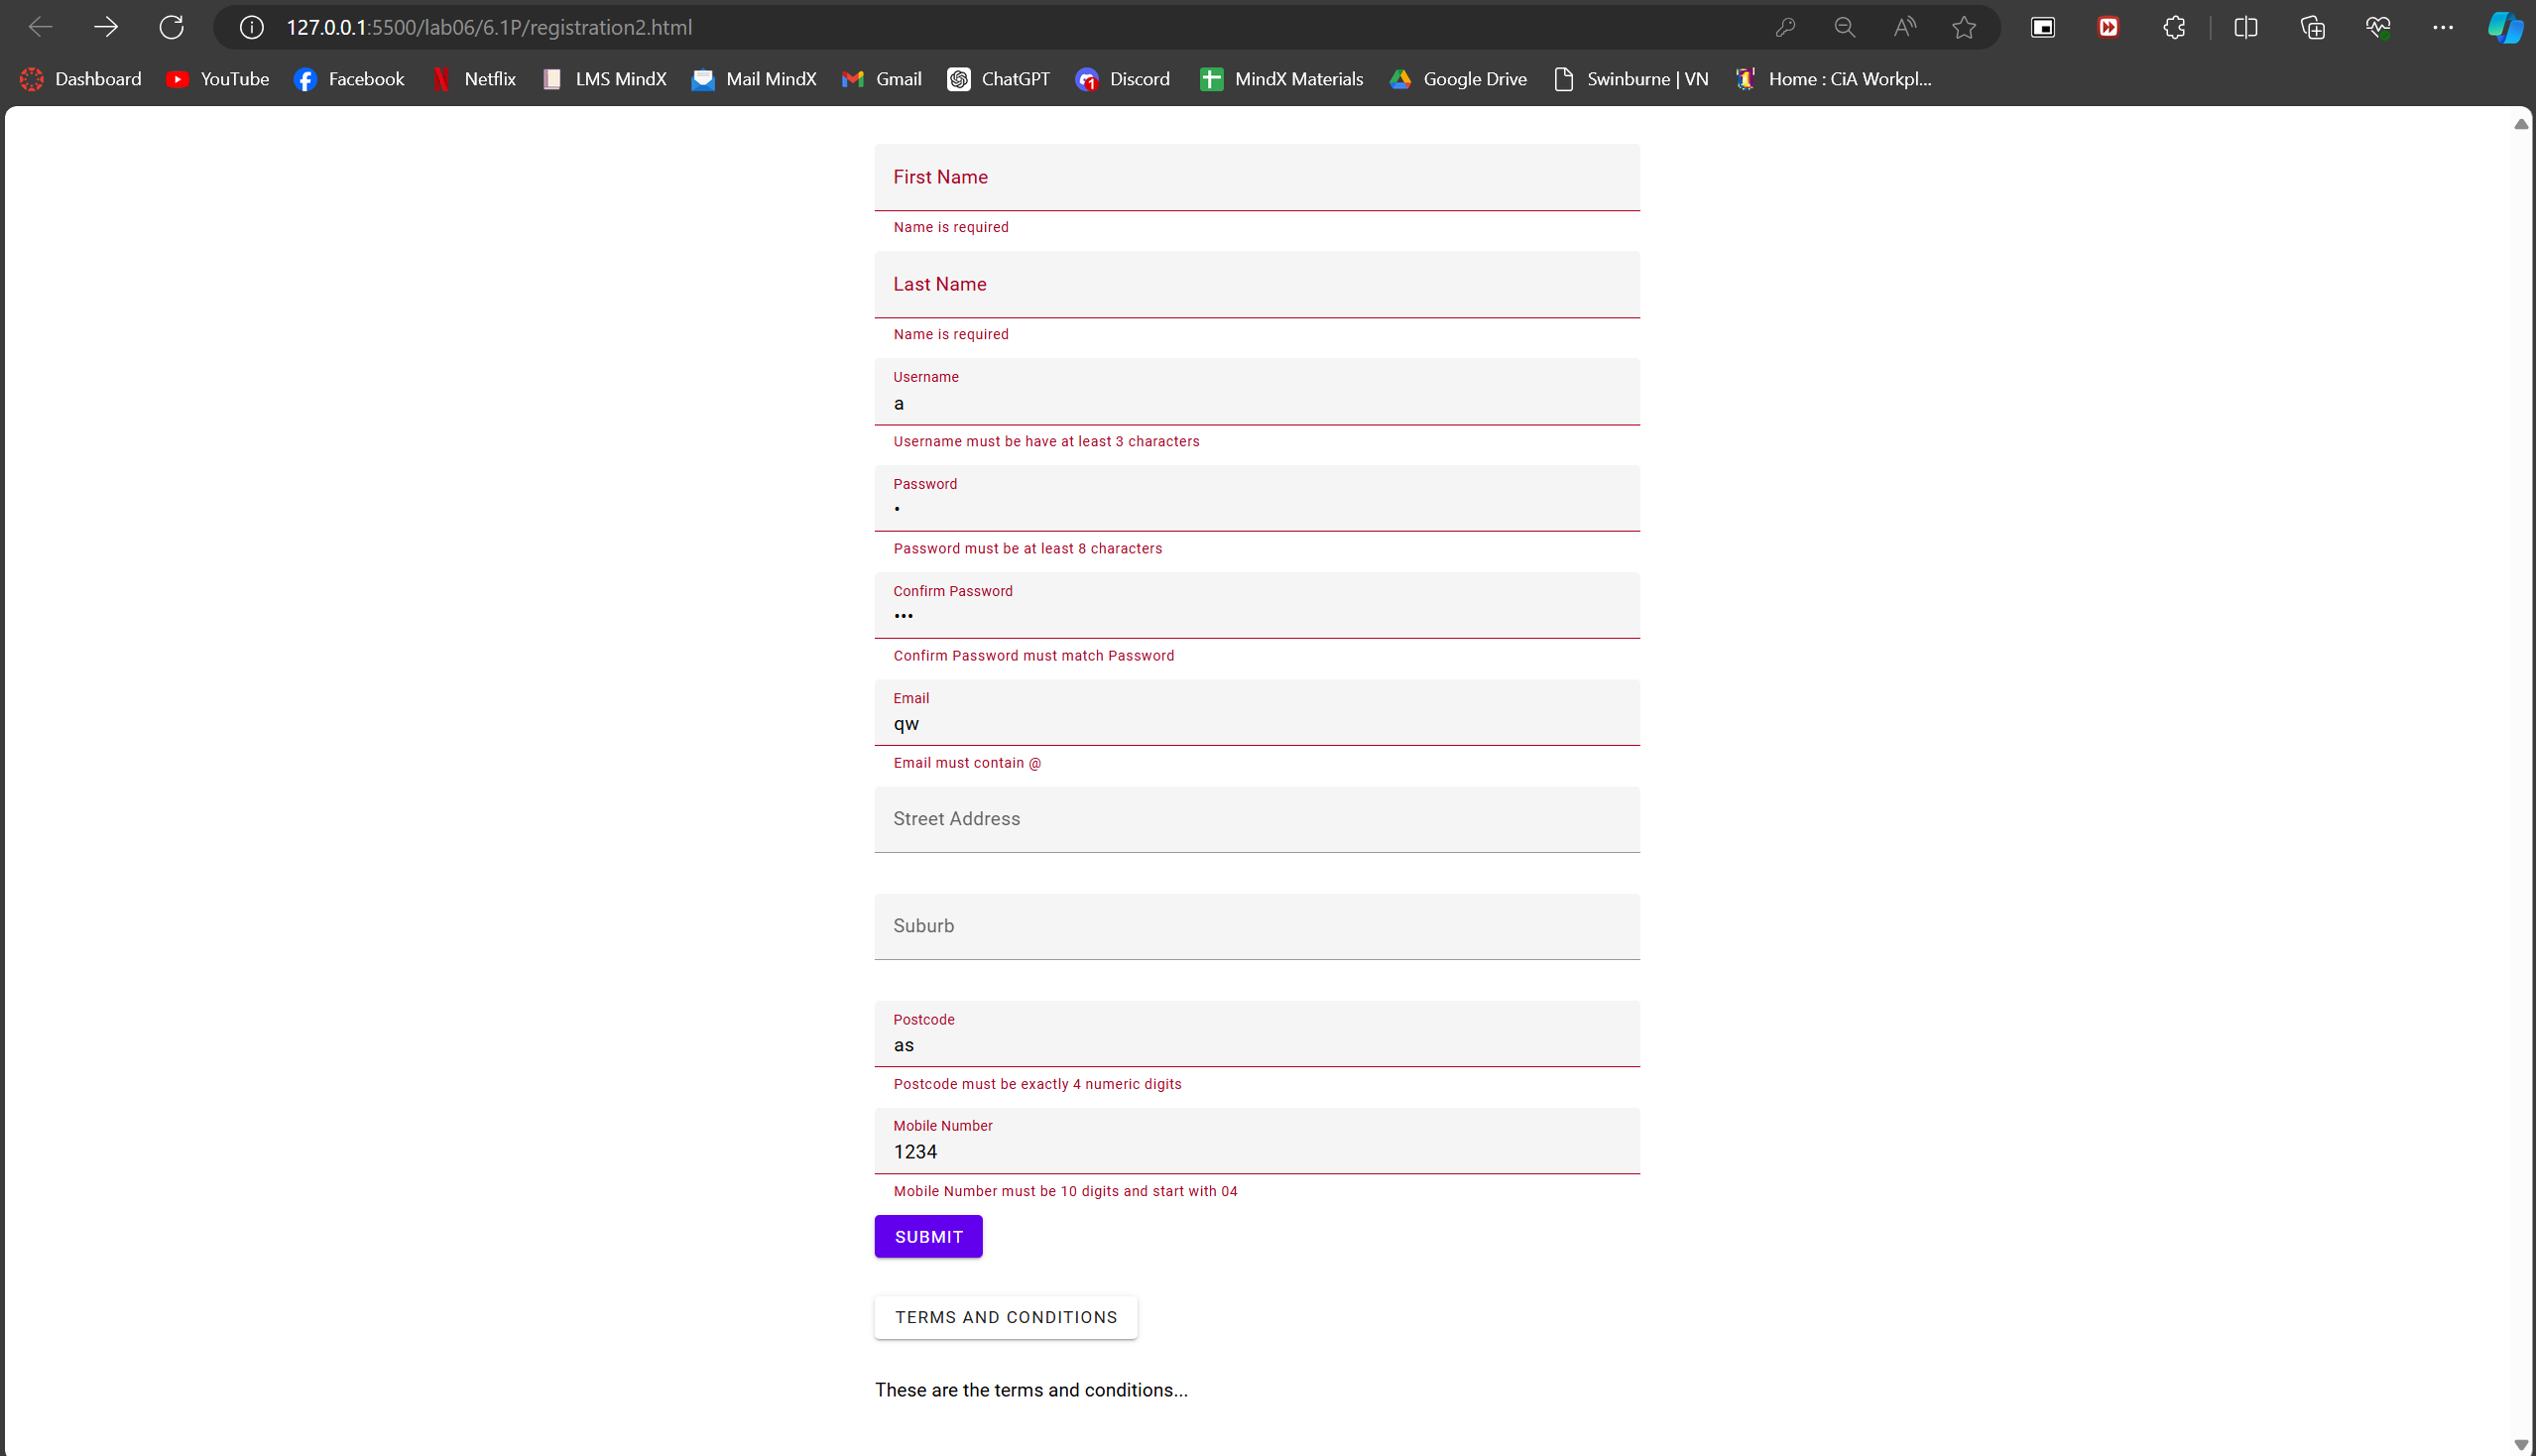 127.0.0.1:5500/lab06/6.1P/registration2.html
Dashboard YouTube Facebook Netflix LMS MindX Mail MindX Gmail ChatGPT 1 Discord MindX Materials Google Drive Swinburne | VN Home : CiA Workpl...
First Name
Name is required
Last Name
Name is required
Username
a
Username must be have at least 3 characters
Password
•
Password must be at least 8 characters
Confirm Password
•••
Confirm Password must match Password
Email
qw
Email must contain @
Street Address
Suburb
Postcode
as
Postcode must be exactly 4 numeric digits
Mobile Number
1234
Mobile Number must be 10 digits and start with 04
SUBMIT
TERMS AND CONDITIONS
These are the terms and conditions...